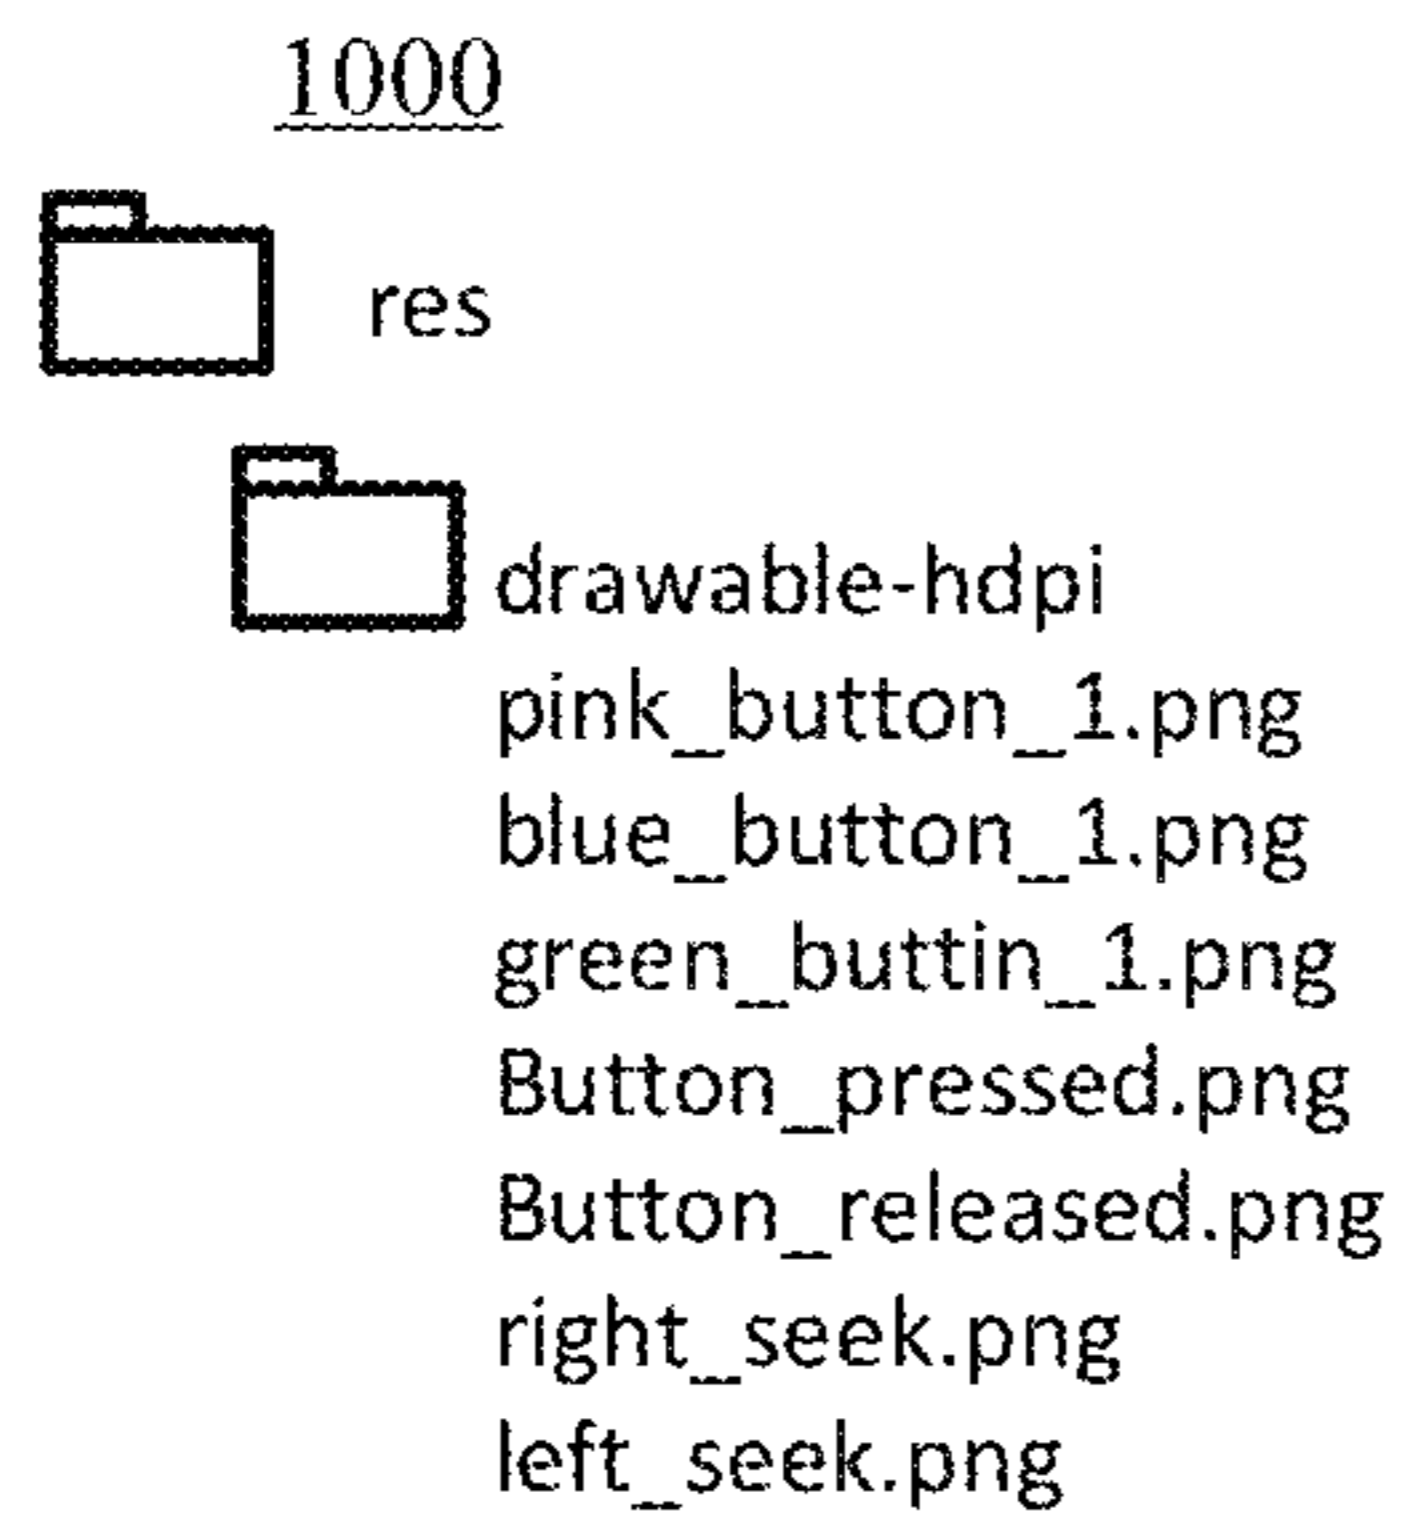 1000
res
drawable-hdpi
pink_button_1.png
blue_button_1.png
green_buttin_1.png
Button_pressed.png
Button_released.png
right_seek.png
left_seek.png